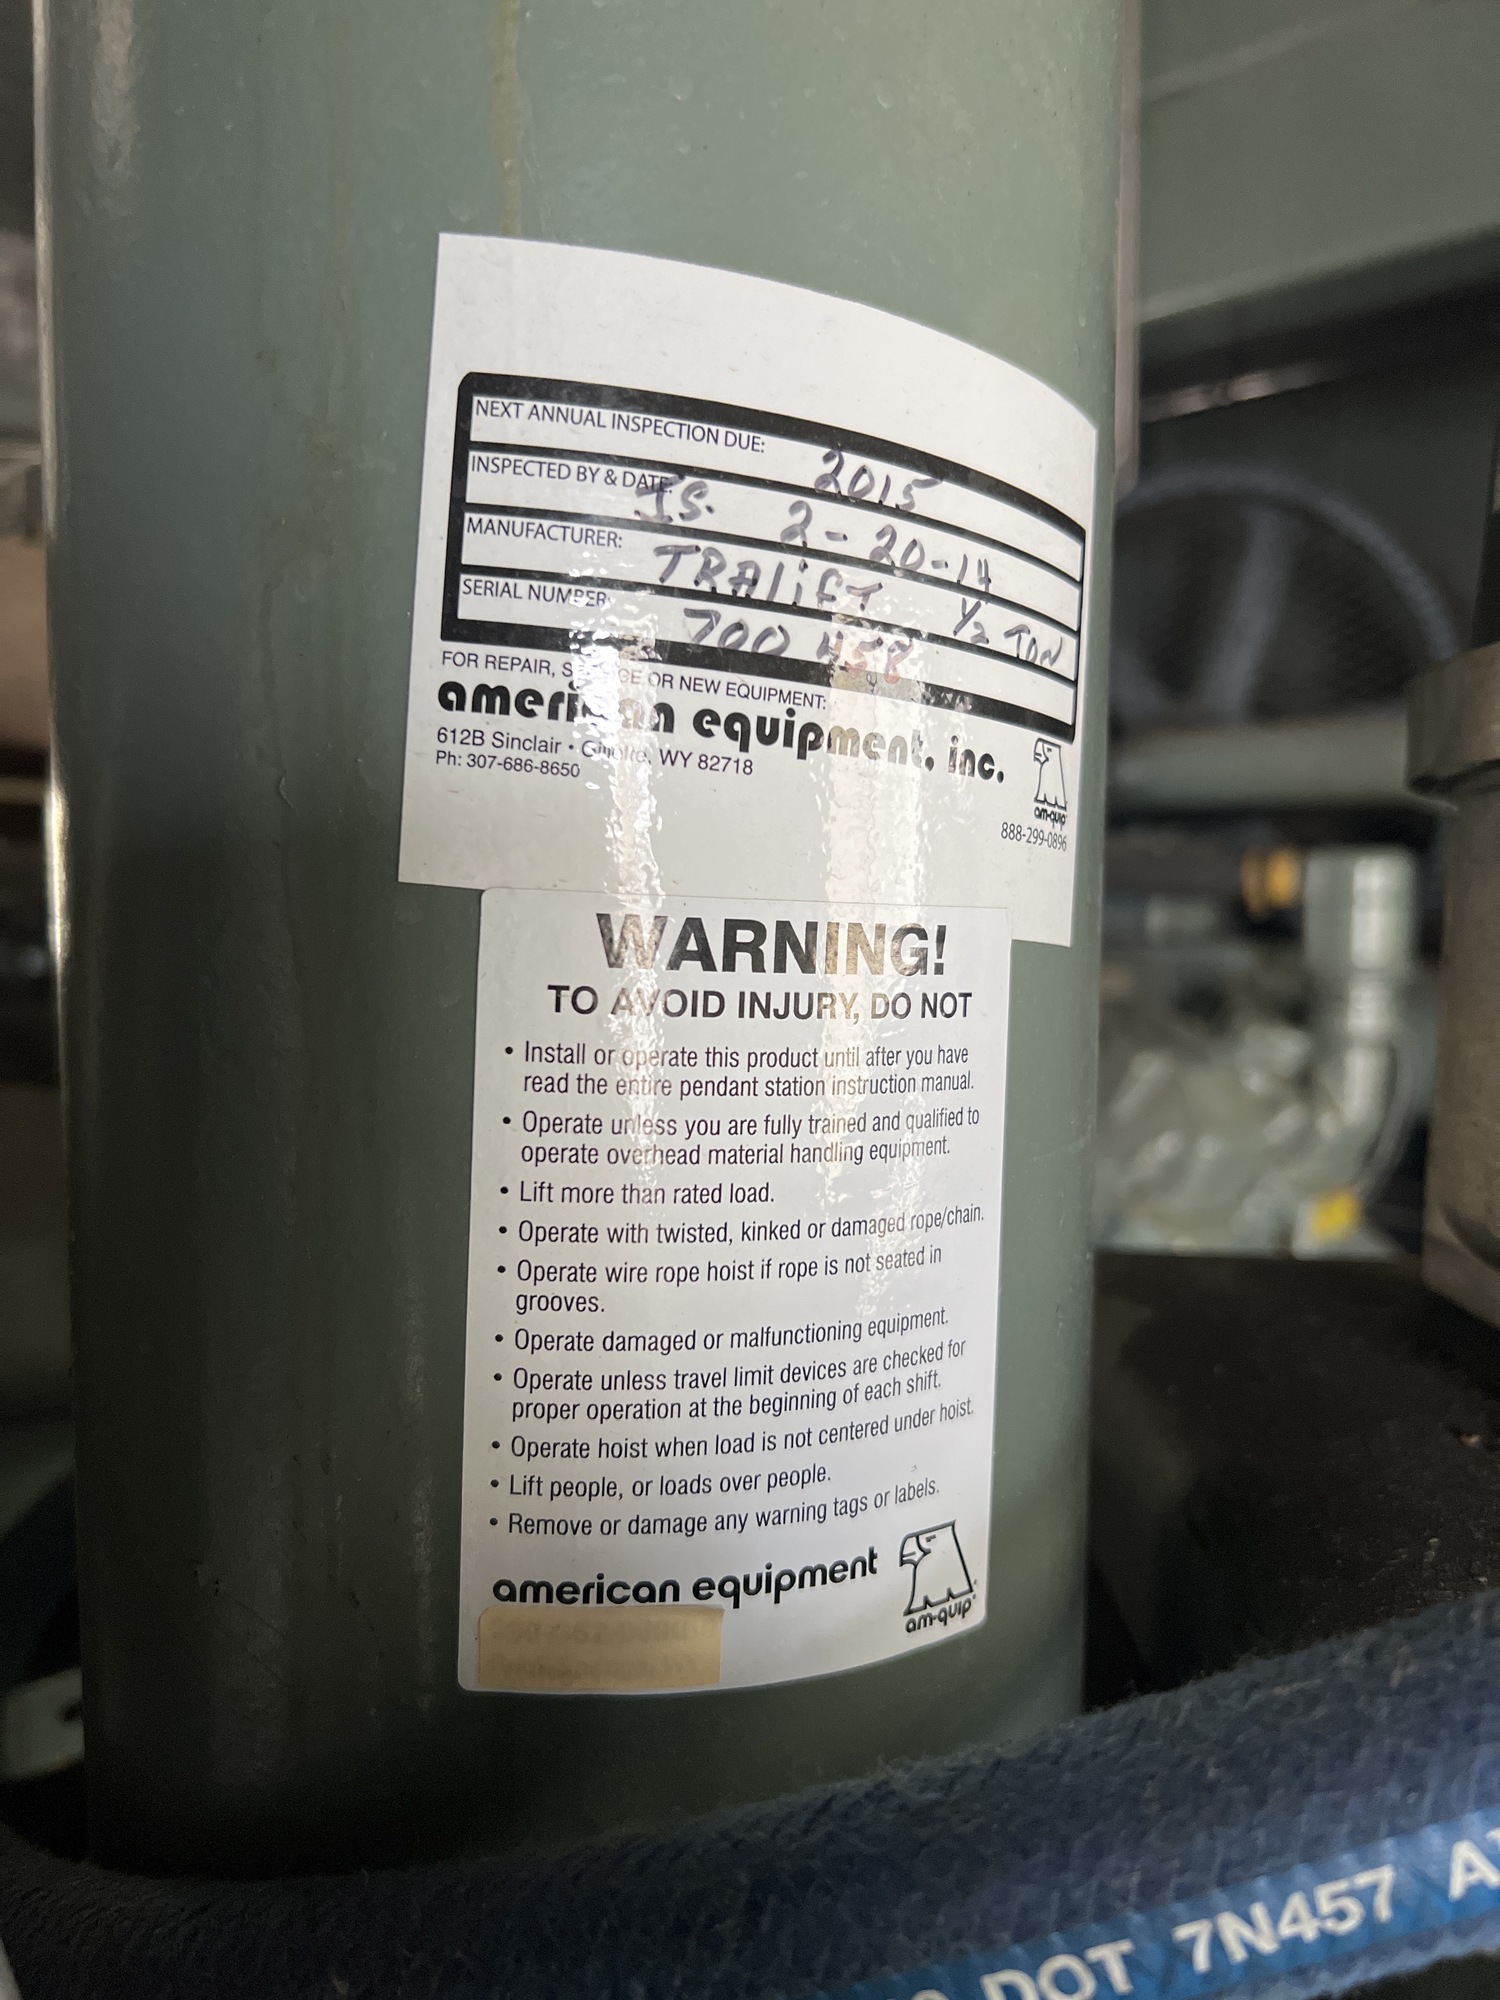 NEXT ANNUAL INSPECTION DUE: 2015
INSPECTED BY & DATE: J.S. 2-20-14
MANUFACTURER: TRALIFT 1/2 TON
SERIAL NUMBER: 700 458
FOR REPAIR, SERVICE OR NEW EQUIPMENT:
american equipment, inc.
612B Sinclair • Gillette, WY 82718
Ph: 307-686-8650
am-quip
888-299-0896
WARNING!
TO AVOID INJURY, DO NOT
• Install or operate this product until after you have
read the entire pendant station instruction manual.
• Operate unless you are fully trained and qualified to
operate overhead material handling equipment.
• Lift more than rated load.
• Operate with twisted, kinked or damaged rope/chain.
• Operate wire rope hoist if rope is not seated in
grooves.
• Operate damaged or malfunctioning equipment.
• Operate unless travel limit devices are checked for
proper operation at the beginning of each shift.
• Operate hoist when load is not centered under hoist.
• Lift people, or loads over people.
• Remove or damage any warning tags or labels.
american equipment
am-quip
DOT 7N457